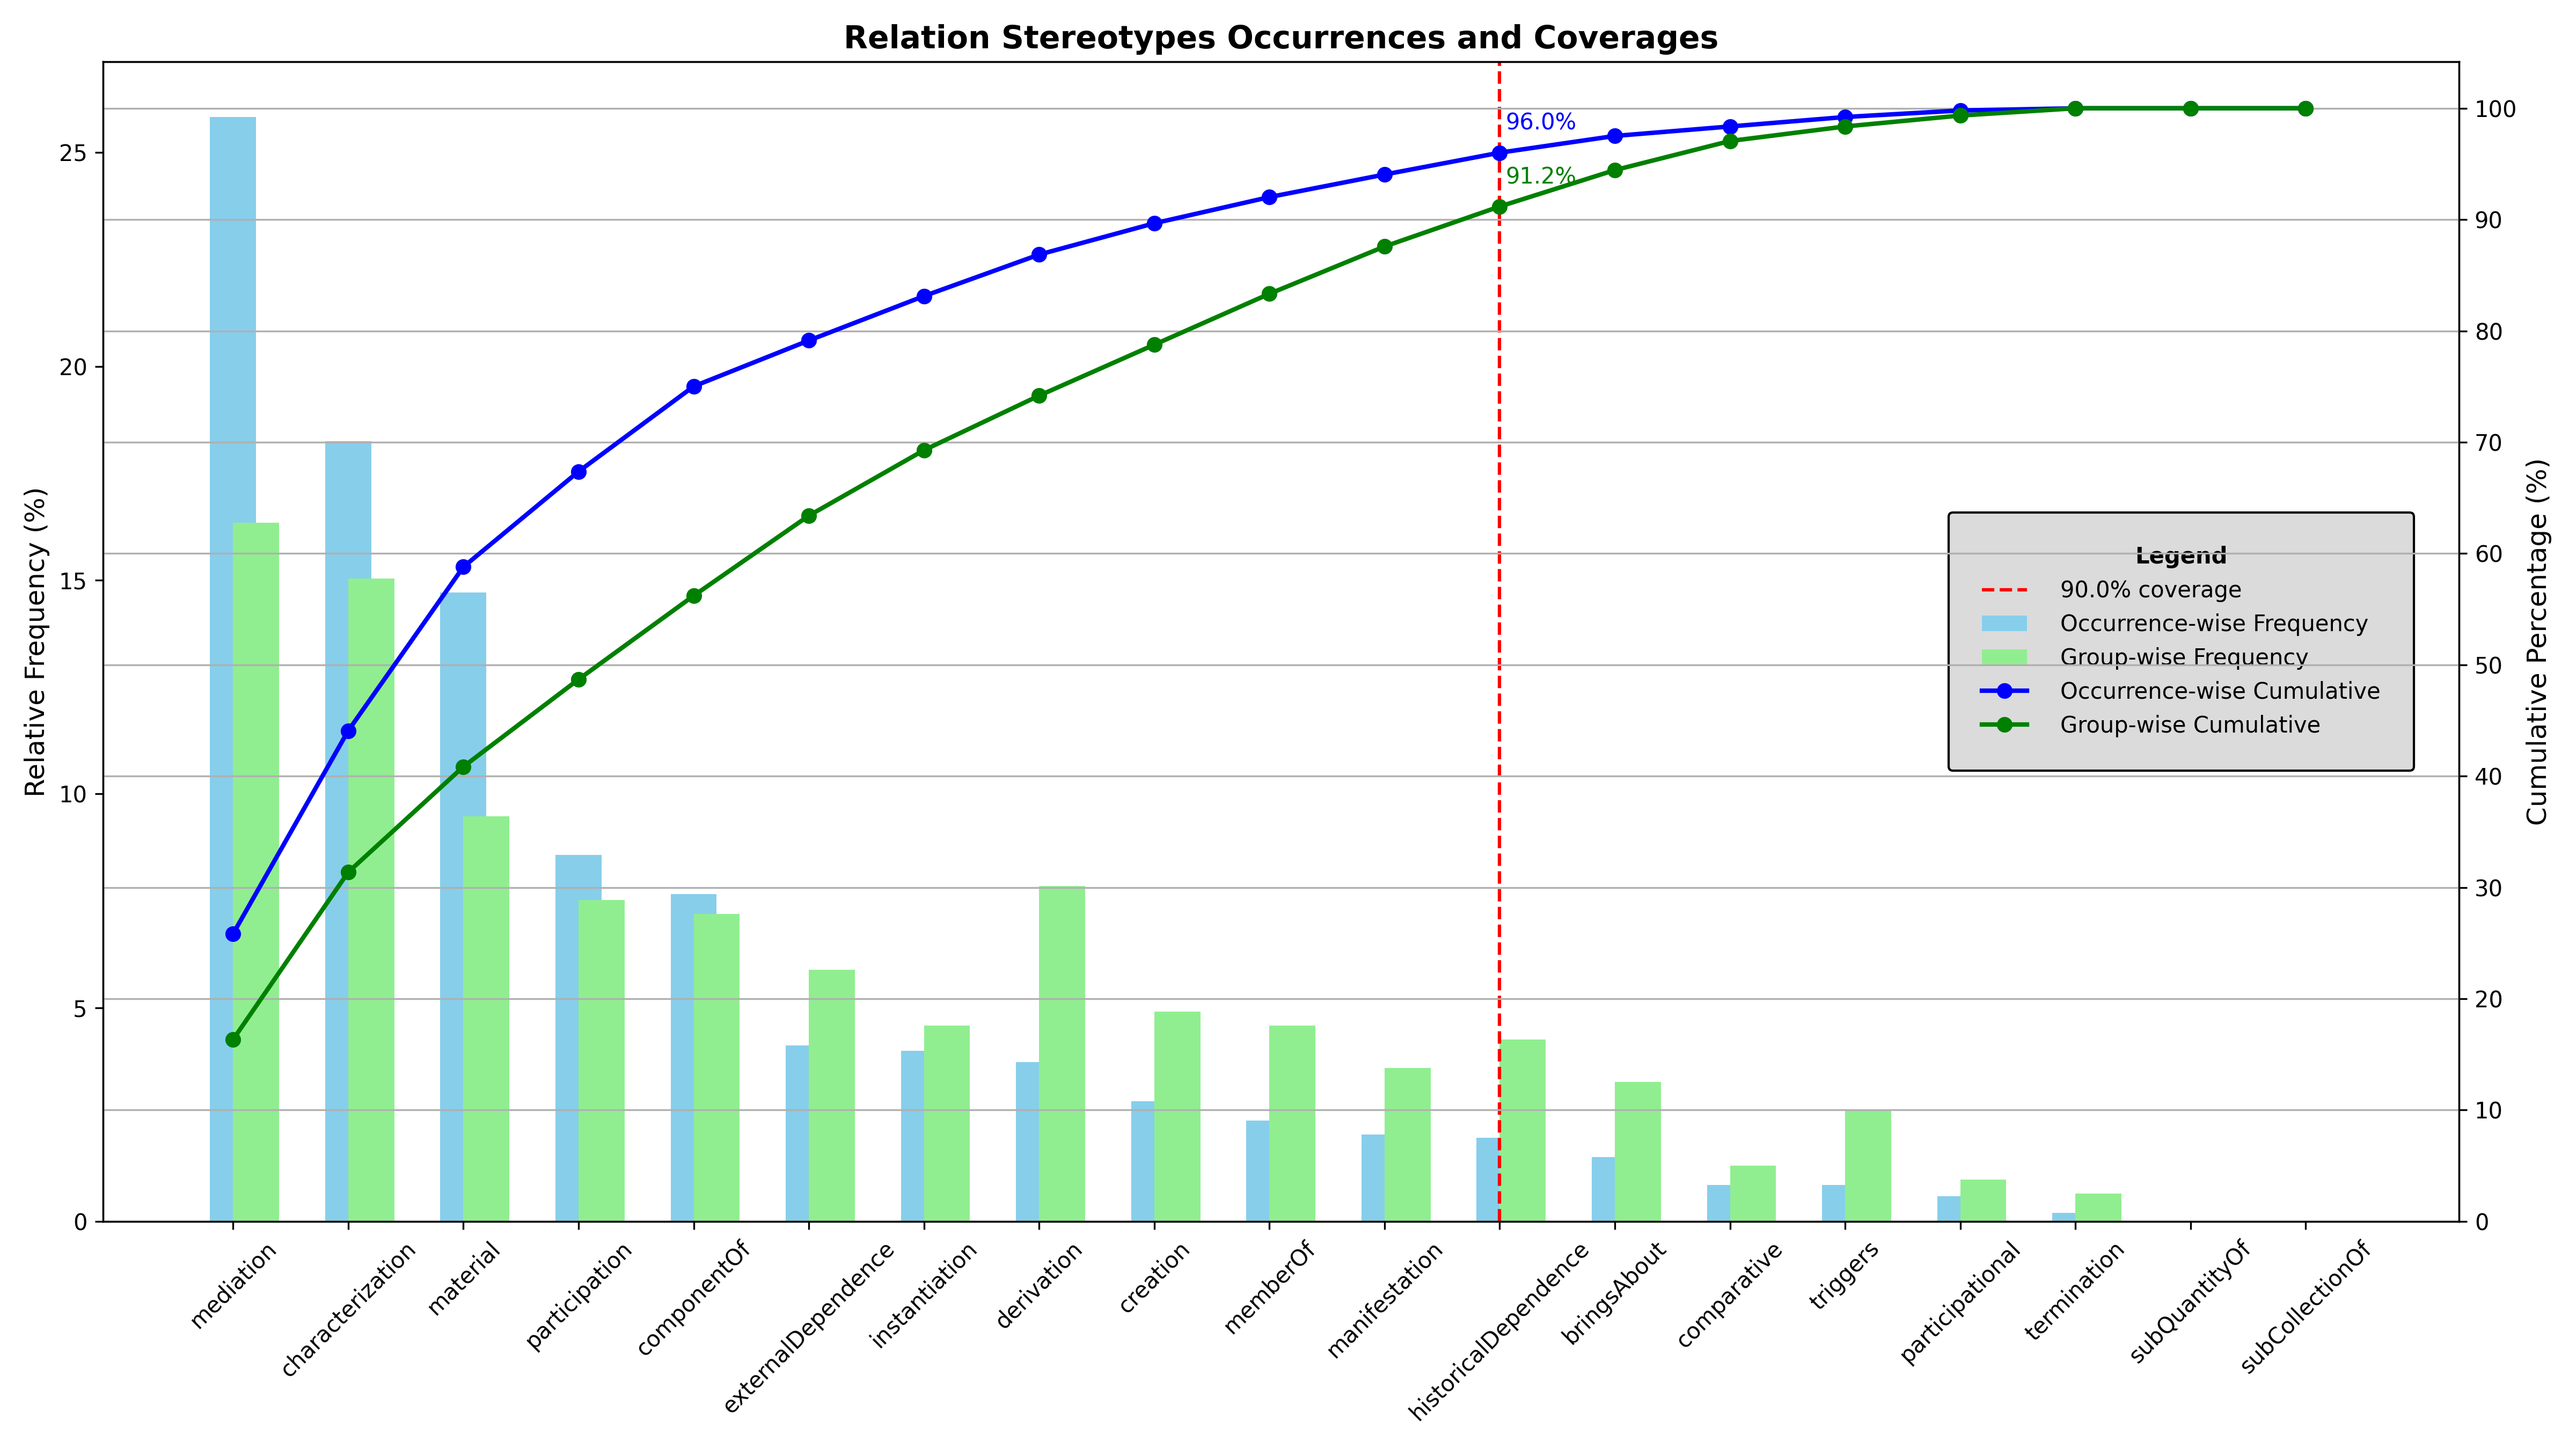 Relation Stereotypes Occurrences and Coverages
Relative Frequency (%)
25
20
15
10
5
0
96.0%
91.2%
100
90
80
70
60
50
40
30
20
10
0
Cumulative Percentage (%)
Legend
90.0% coverage
Occurrence-wise Frequency
Group-wise Frequency
Occurrence-wise Cumulative
Group-wise Cumulative
mediation
characterization
material
participation
componentOf
externalDependence
instantiation
derivation
creation
memberOf
manifestation
historicalDependence
bringsAbout
comparative
triggers
participational
termination
subQuantityOf
subCollectionOf